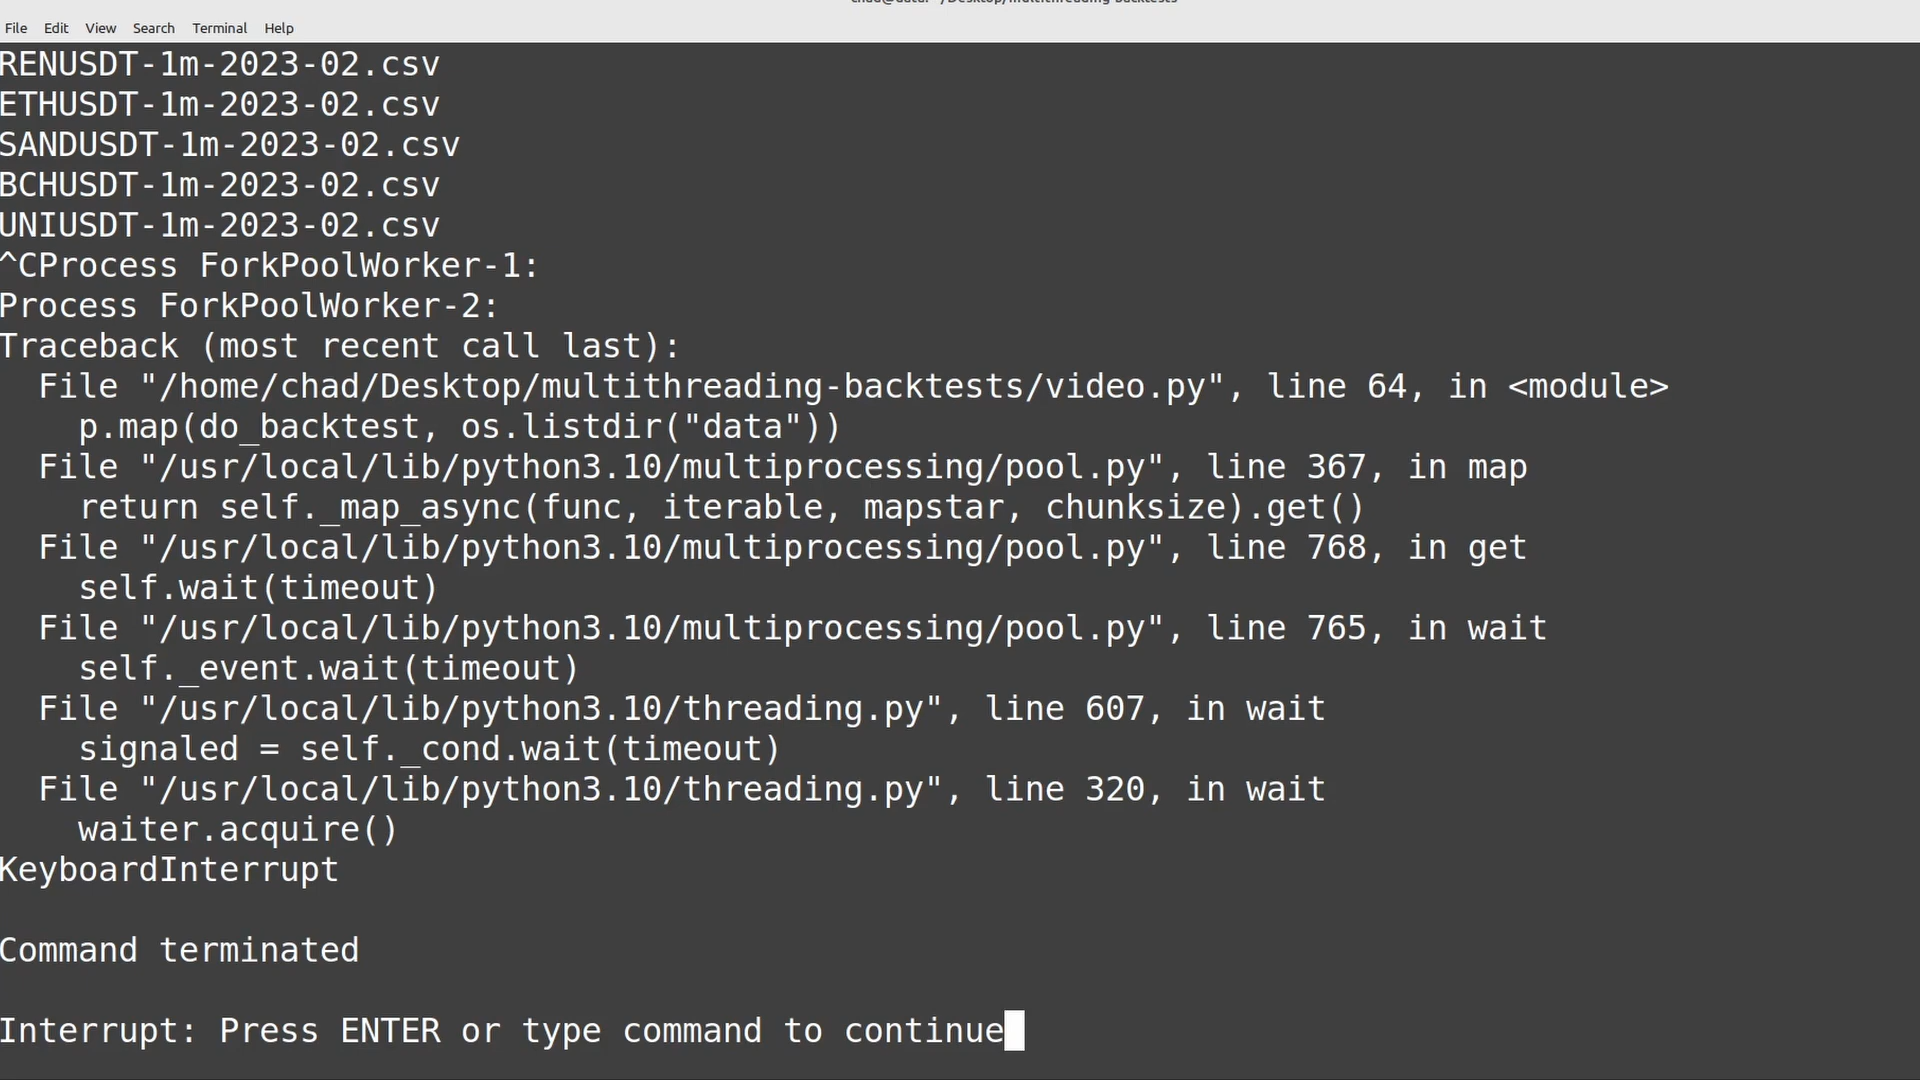 chad@data: ~/Desktop/multithreading-backtests
File Edit View Search Terminal Help
RENUSDT-1m-2023-02.csv
ETHUSDT-1m-2023-02.csv
SANDUSDT-1m-2023-02.csv
BCHUSDT-1m-2023-02.csv
UNIUSDT-1m-2023-02.csv
^CProcess ForkPoolWorker-1:
Process ForkPoolWorker-2:
Traceback (most recent call last):
  File "/home/chad/Desktop/multithreading-backtests/video.py", line 64, in <module>
    p.map(do_backtest, os.listdir("data"))
  File "/usr/local/lib/python3.10/multiprocessing/pool.py", line 367, in map
    return self._map_async(func, iterable, mapstar, chunksize).get()
  File "/usr/local/lib/python3.10/multiprocessing/pool.py", line 768, in get
    self.wait(timeout)
  File "/usr/local/lib/python3.10/multiprocessing/pool.py", line 765, in wait
    self._event.wait(timeout)
  File "/usr/local/lib/python3.10/threading.py", line 607, in wait
    signaled = self._cond.wait(timeout)
  File "/usr/local/lib/python3.10/threading.py", line 320, in wait
    waiter.acquire()
KeyboardInterrupt
Command terminated
Interrupt: Press ENTER or type command to continue